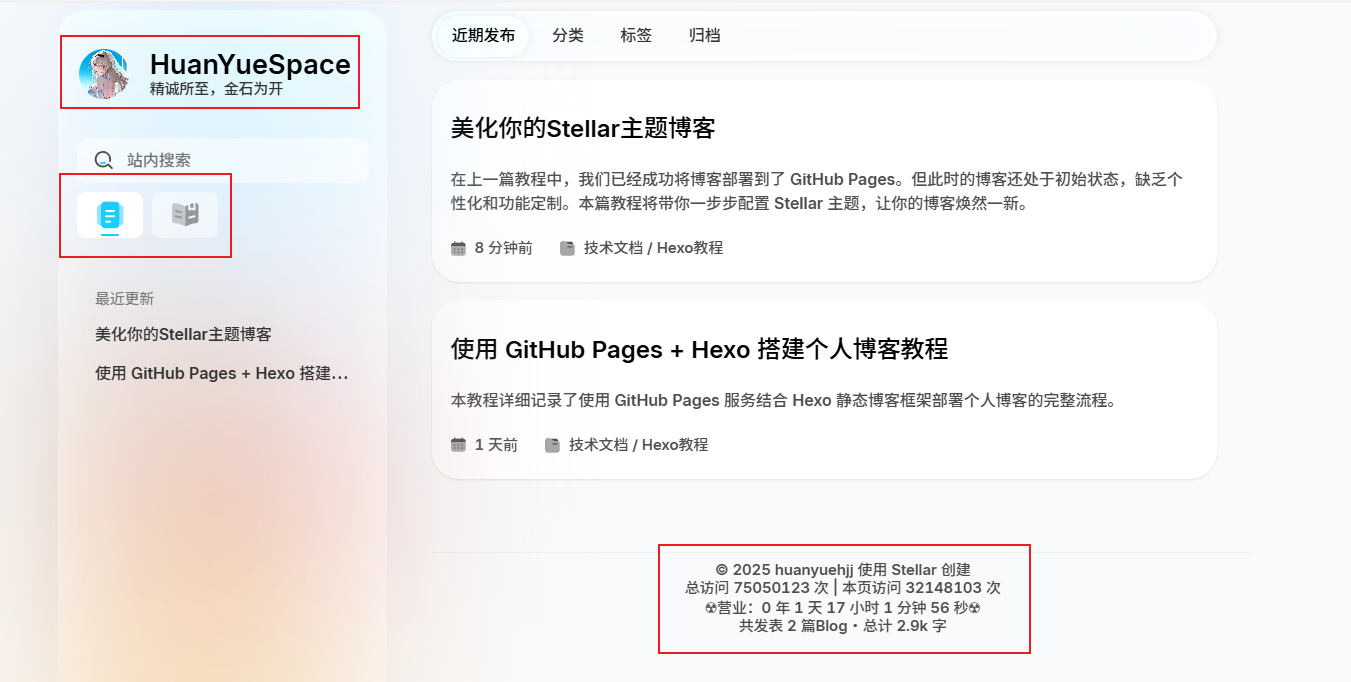 HuanYueSpace
精诚所至，金石为开
站内搜索
最近更新
美化你的Stellar主题博客
使用 GitHub Pages + Hexo 搭建...
近期发布 分类 标签 归档
美化你的Stellar主题博客
在上一篇教程中，我们已经成功将博客部署到了 GitHub Pages。但此时的博客还处于初始状态，缺乏个
性化和功能定制。本篇教程将带你一步步配置 Stellar 主题，让你的博客焕然一新。
8 分钟前 技术文档 / Hexo教程
使用 GitHub Pages + Hexo 搭建个人博客教程
本教程详细记录了使用 GitHub Pages 服务结合 Hexo 静态博客框架部署个人博客的完整流程。
1 天前 技术文档 / Hexo教程
© 2025 huanyuehjj 使用 Stellar 创建
总访问 75050123 次 | 本页访问 32148103 次
☢营业：0 年 1 天 17 小时 1 分钟 56 秒☢
共发表 2 篇Blog · 总计 2.9k 字